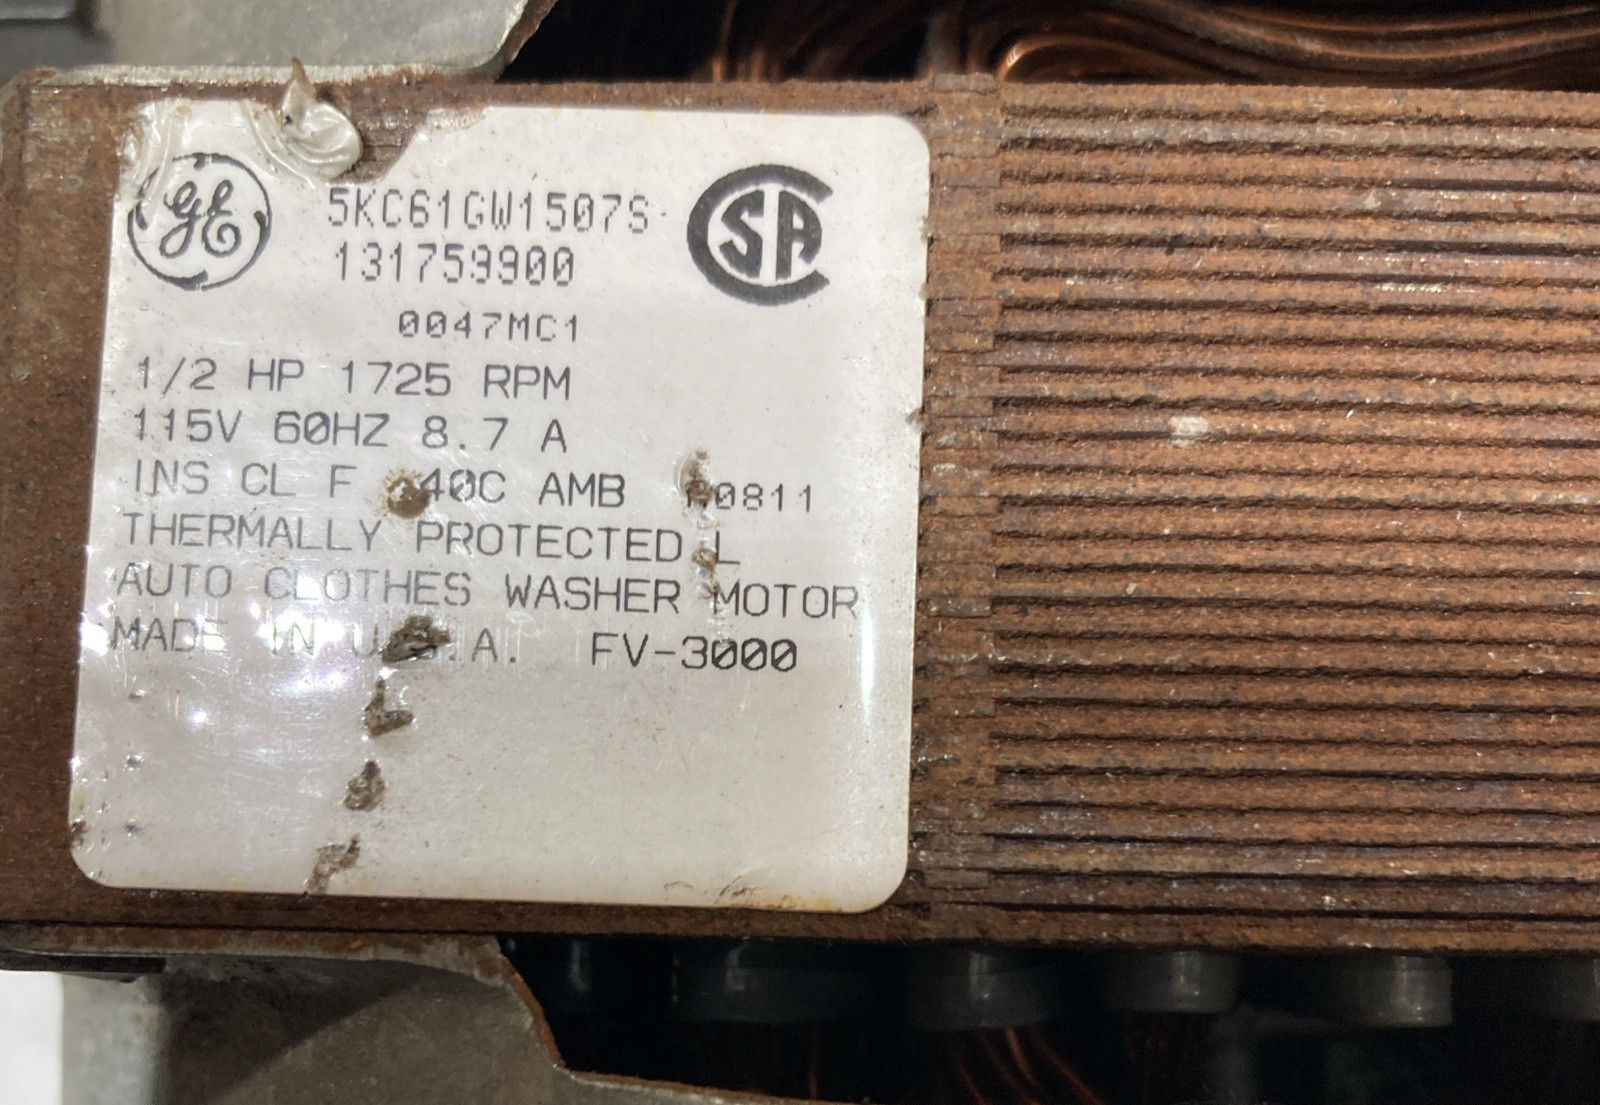 GE 5KC61GW1507S SA
131759900
0047MC1
1/2 HP 1725 RPM
115V 60HZ 8.7 A
INS CL F 40C AMB 0811
THERMALLY PROTECTED L
AUTO CLOTHES WASHER MOTOR
MADE IN U.S.A. FV-3000